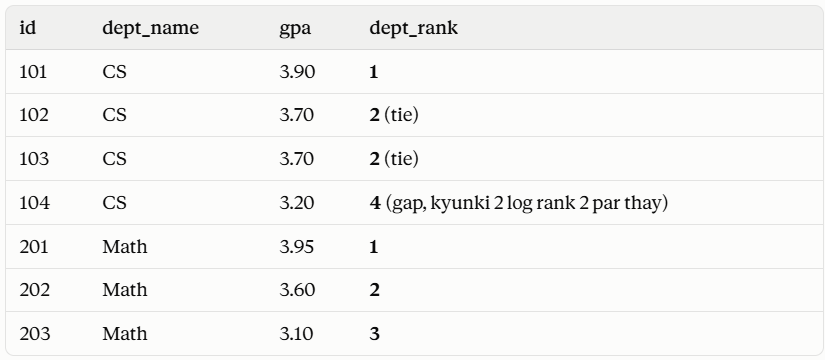 id dept_name gpa dept_rank
101 CS 3.90 1
102 CS 3.70 2 (tie)
103 CS 3.70 2 (tie)
104 CS 3.20 4 (gap, kyunki 2 log rank 2 par thay)
201 Math 3.95 1
202 Math 3.60 2
203 Math 3.10 3